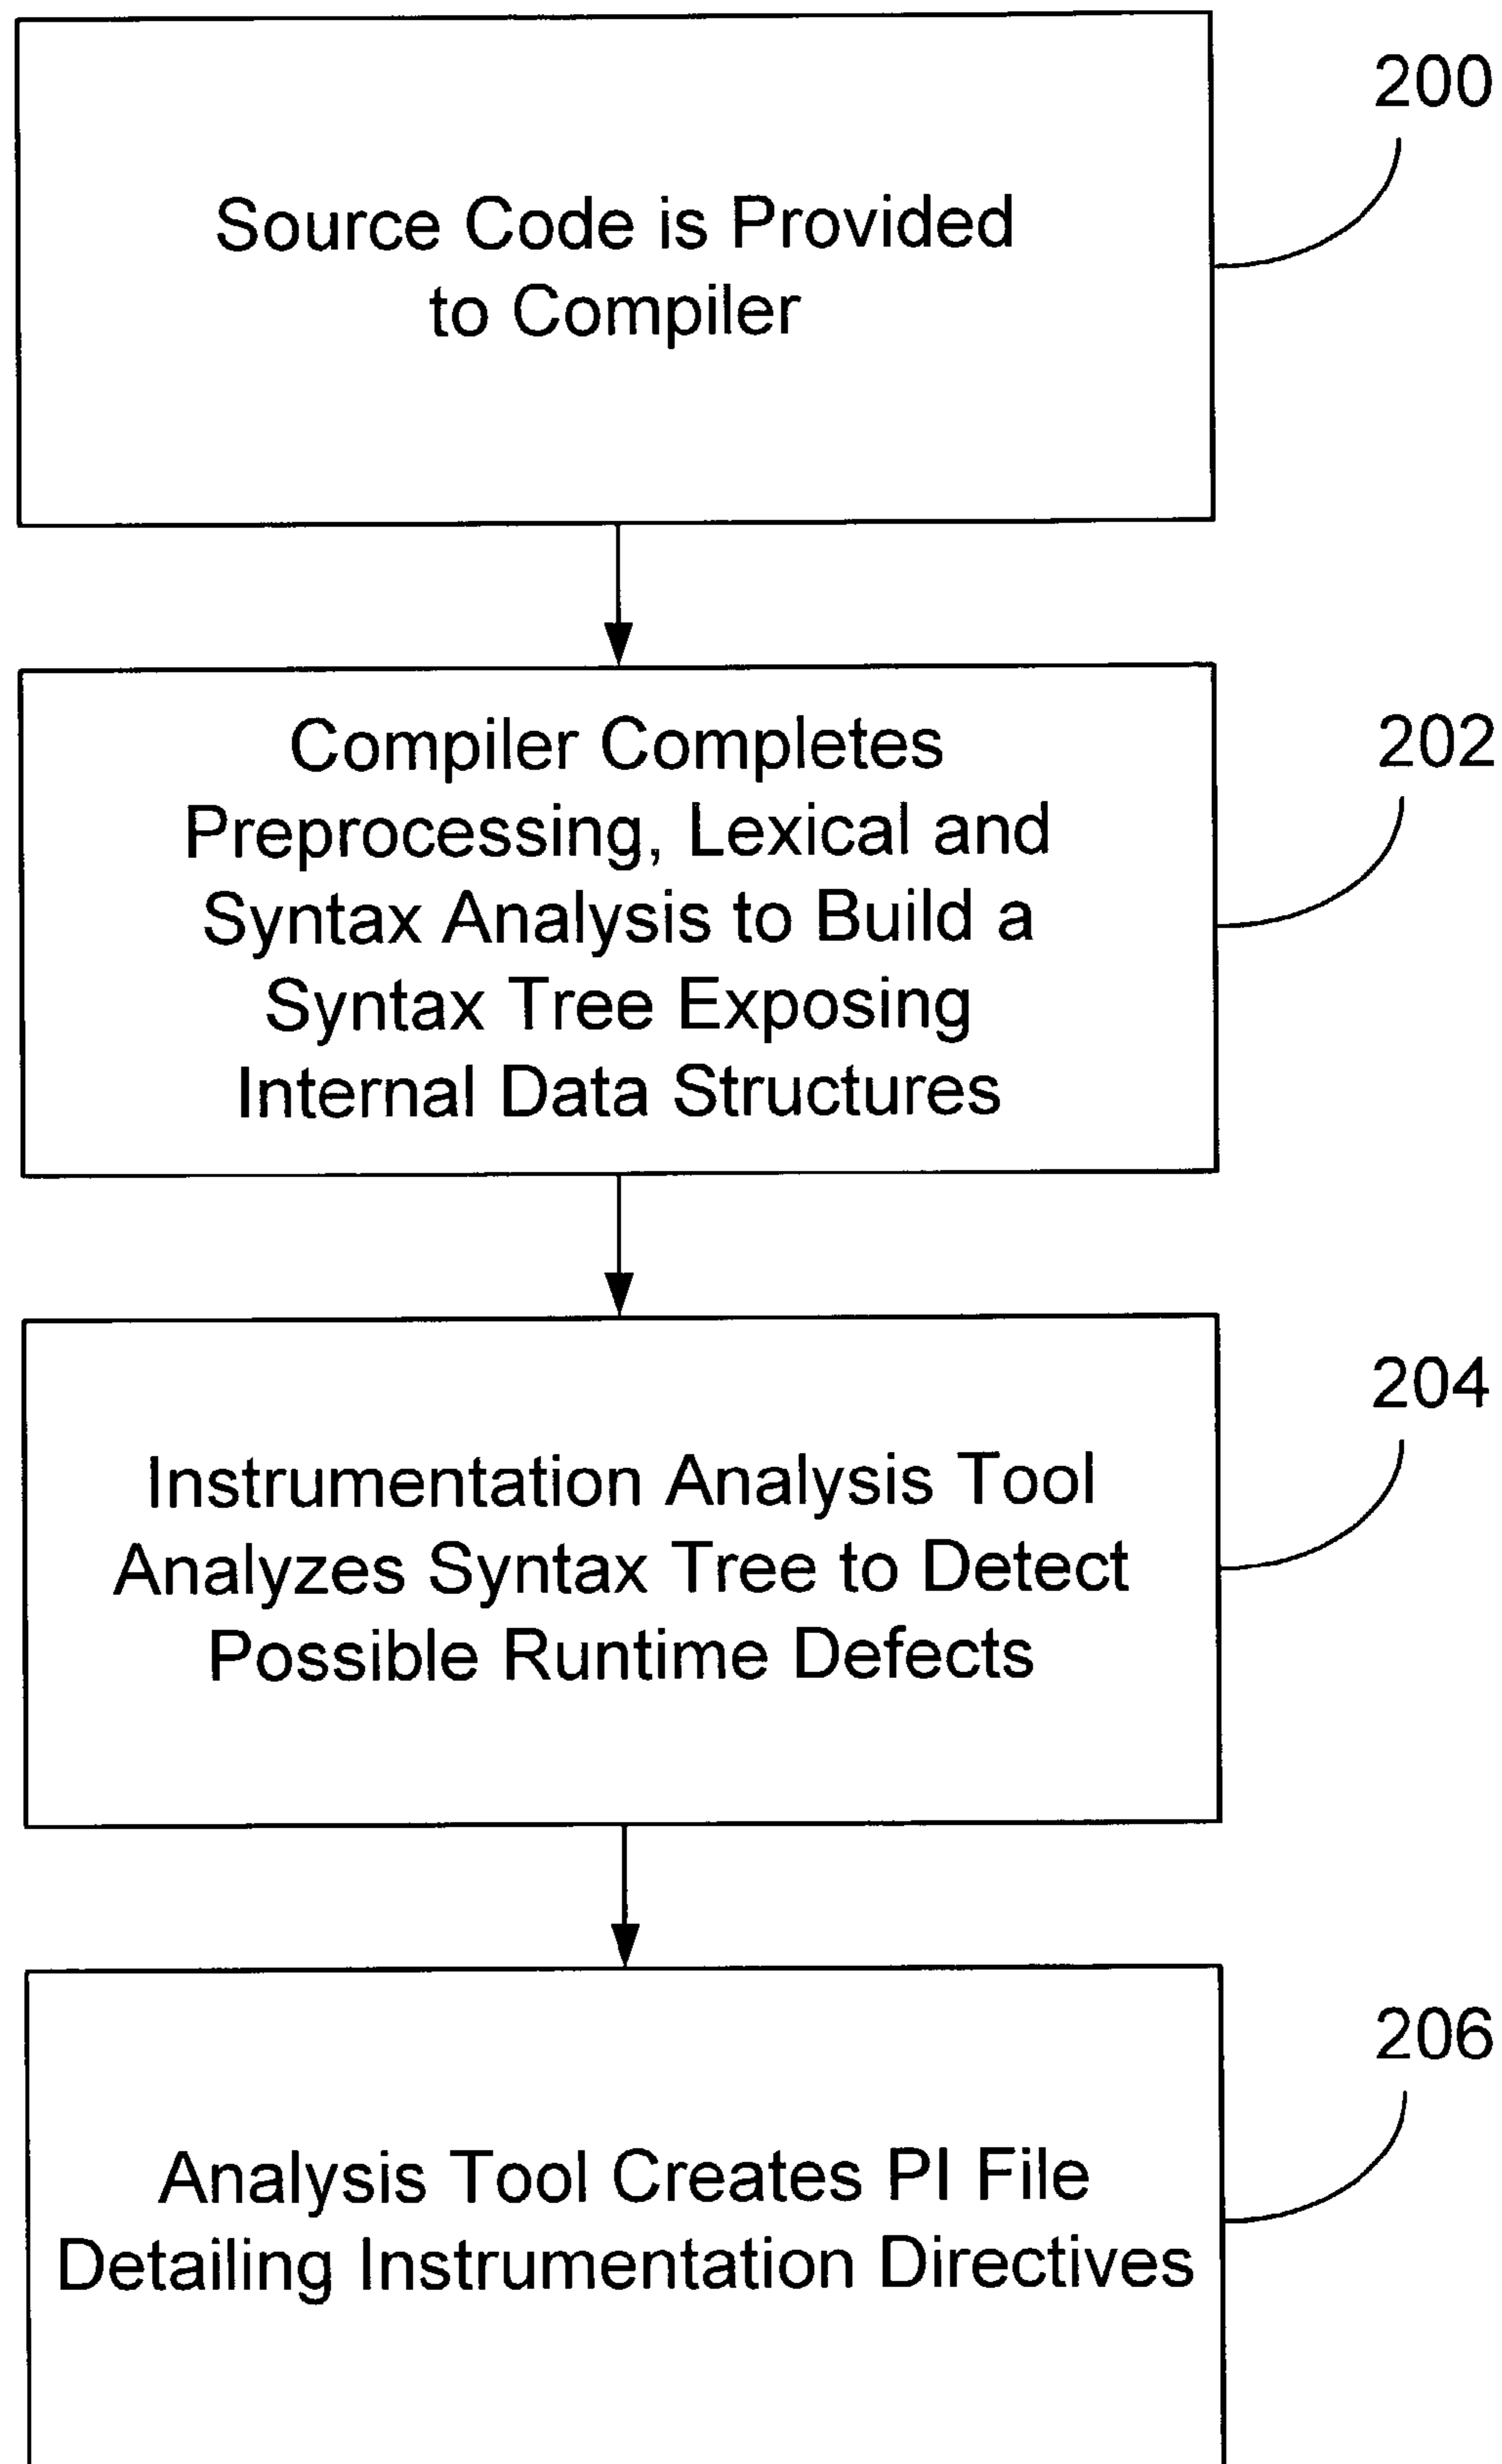 200
Source Code is Provided
to Compiler
202
Compiler Completes
Preprocessing, Lexical and
Syntax Analysis to Build a
Syntax Tree Exposing
Internal Data Structures
204
Instrumentation Analysis Tool
Analyzes Syntax Tree to Detect
Possible Runtime Defects
206
Analysis Tool Creates PI File
Detailing Instrumentation Directives